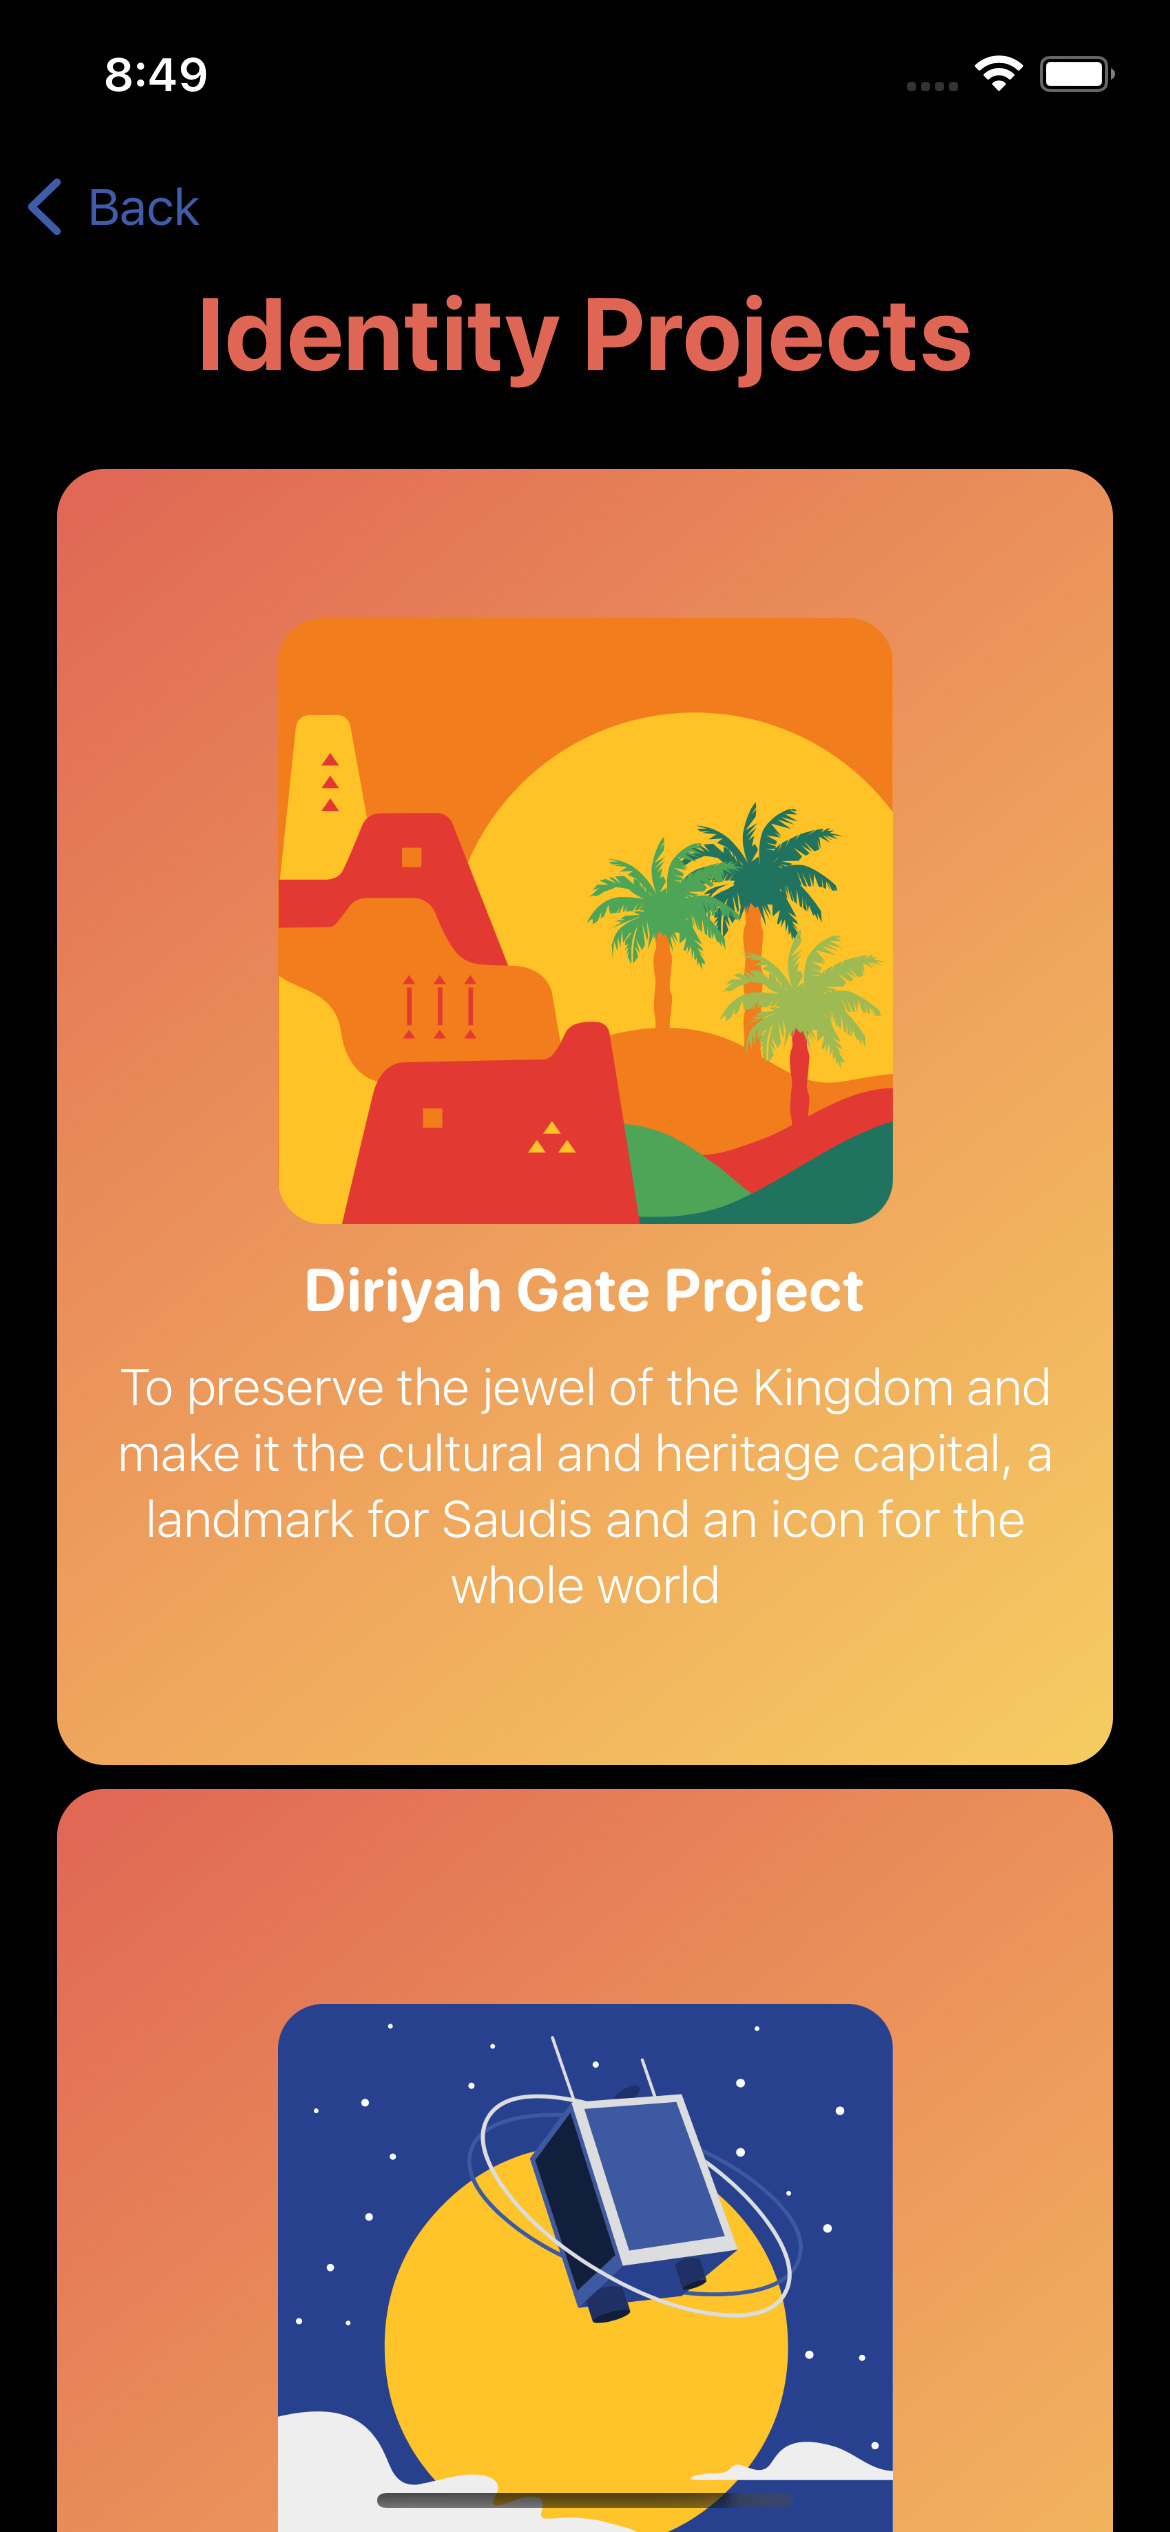 8:49
Back
Identity Projects
Diriyah Gate Project
To preserve the jewel of the Kingdom and
make it the cultural and heritage capital, a
landmark for Saudis and an icon for the
whole world